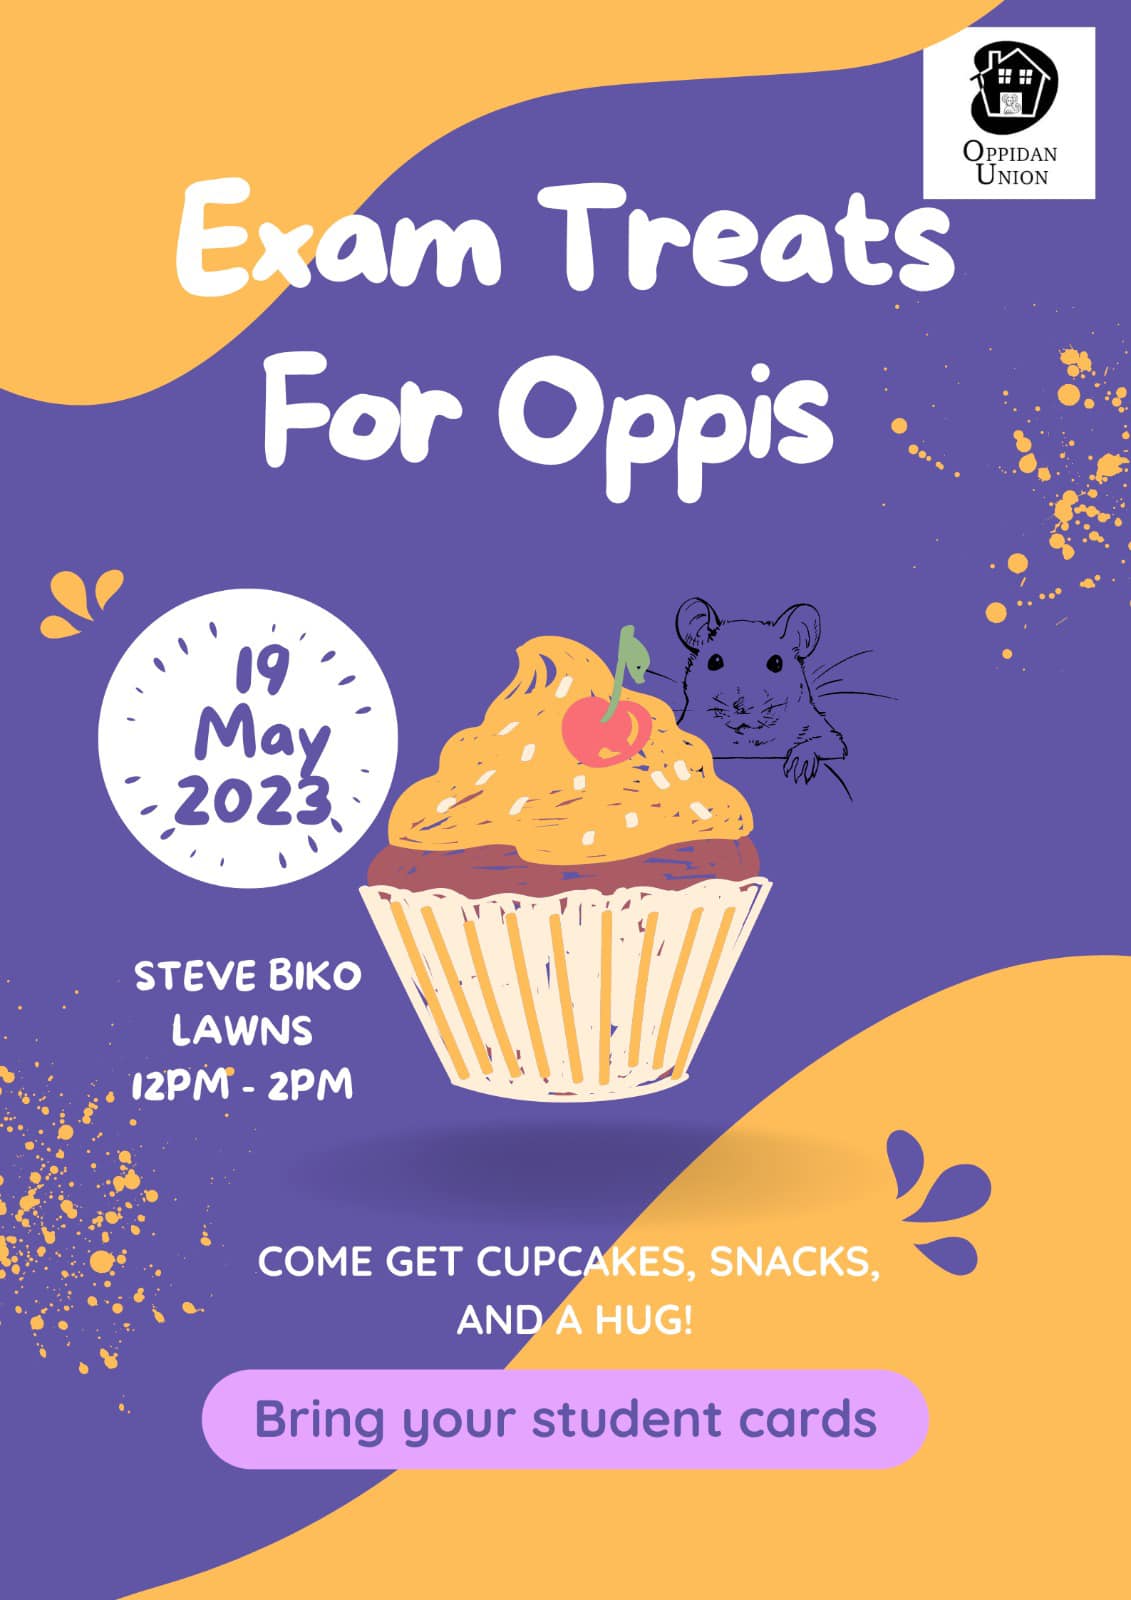 OPPIDAN
UNION
Exam Treats
For Oppis
19
May
2023
STEVE BIKO
LAWNS
12PM - 2PM
COME GET CUPCAKES, SNACKS,
AND A HUG!
Bring your student cards